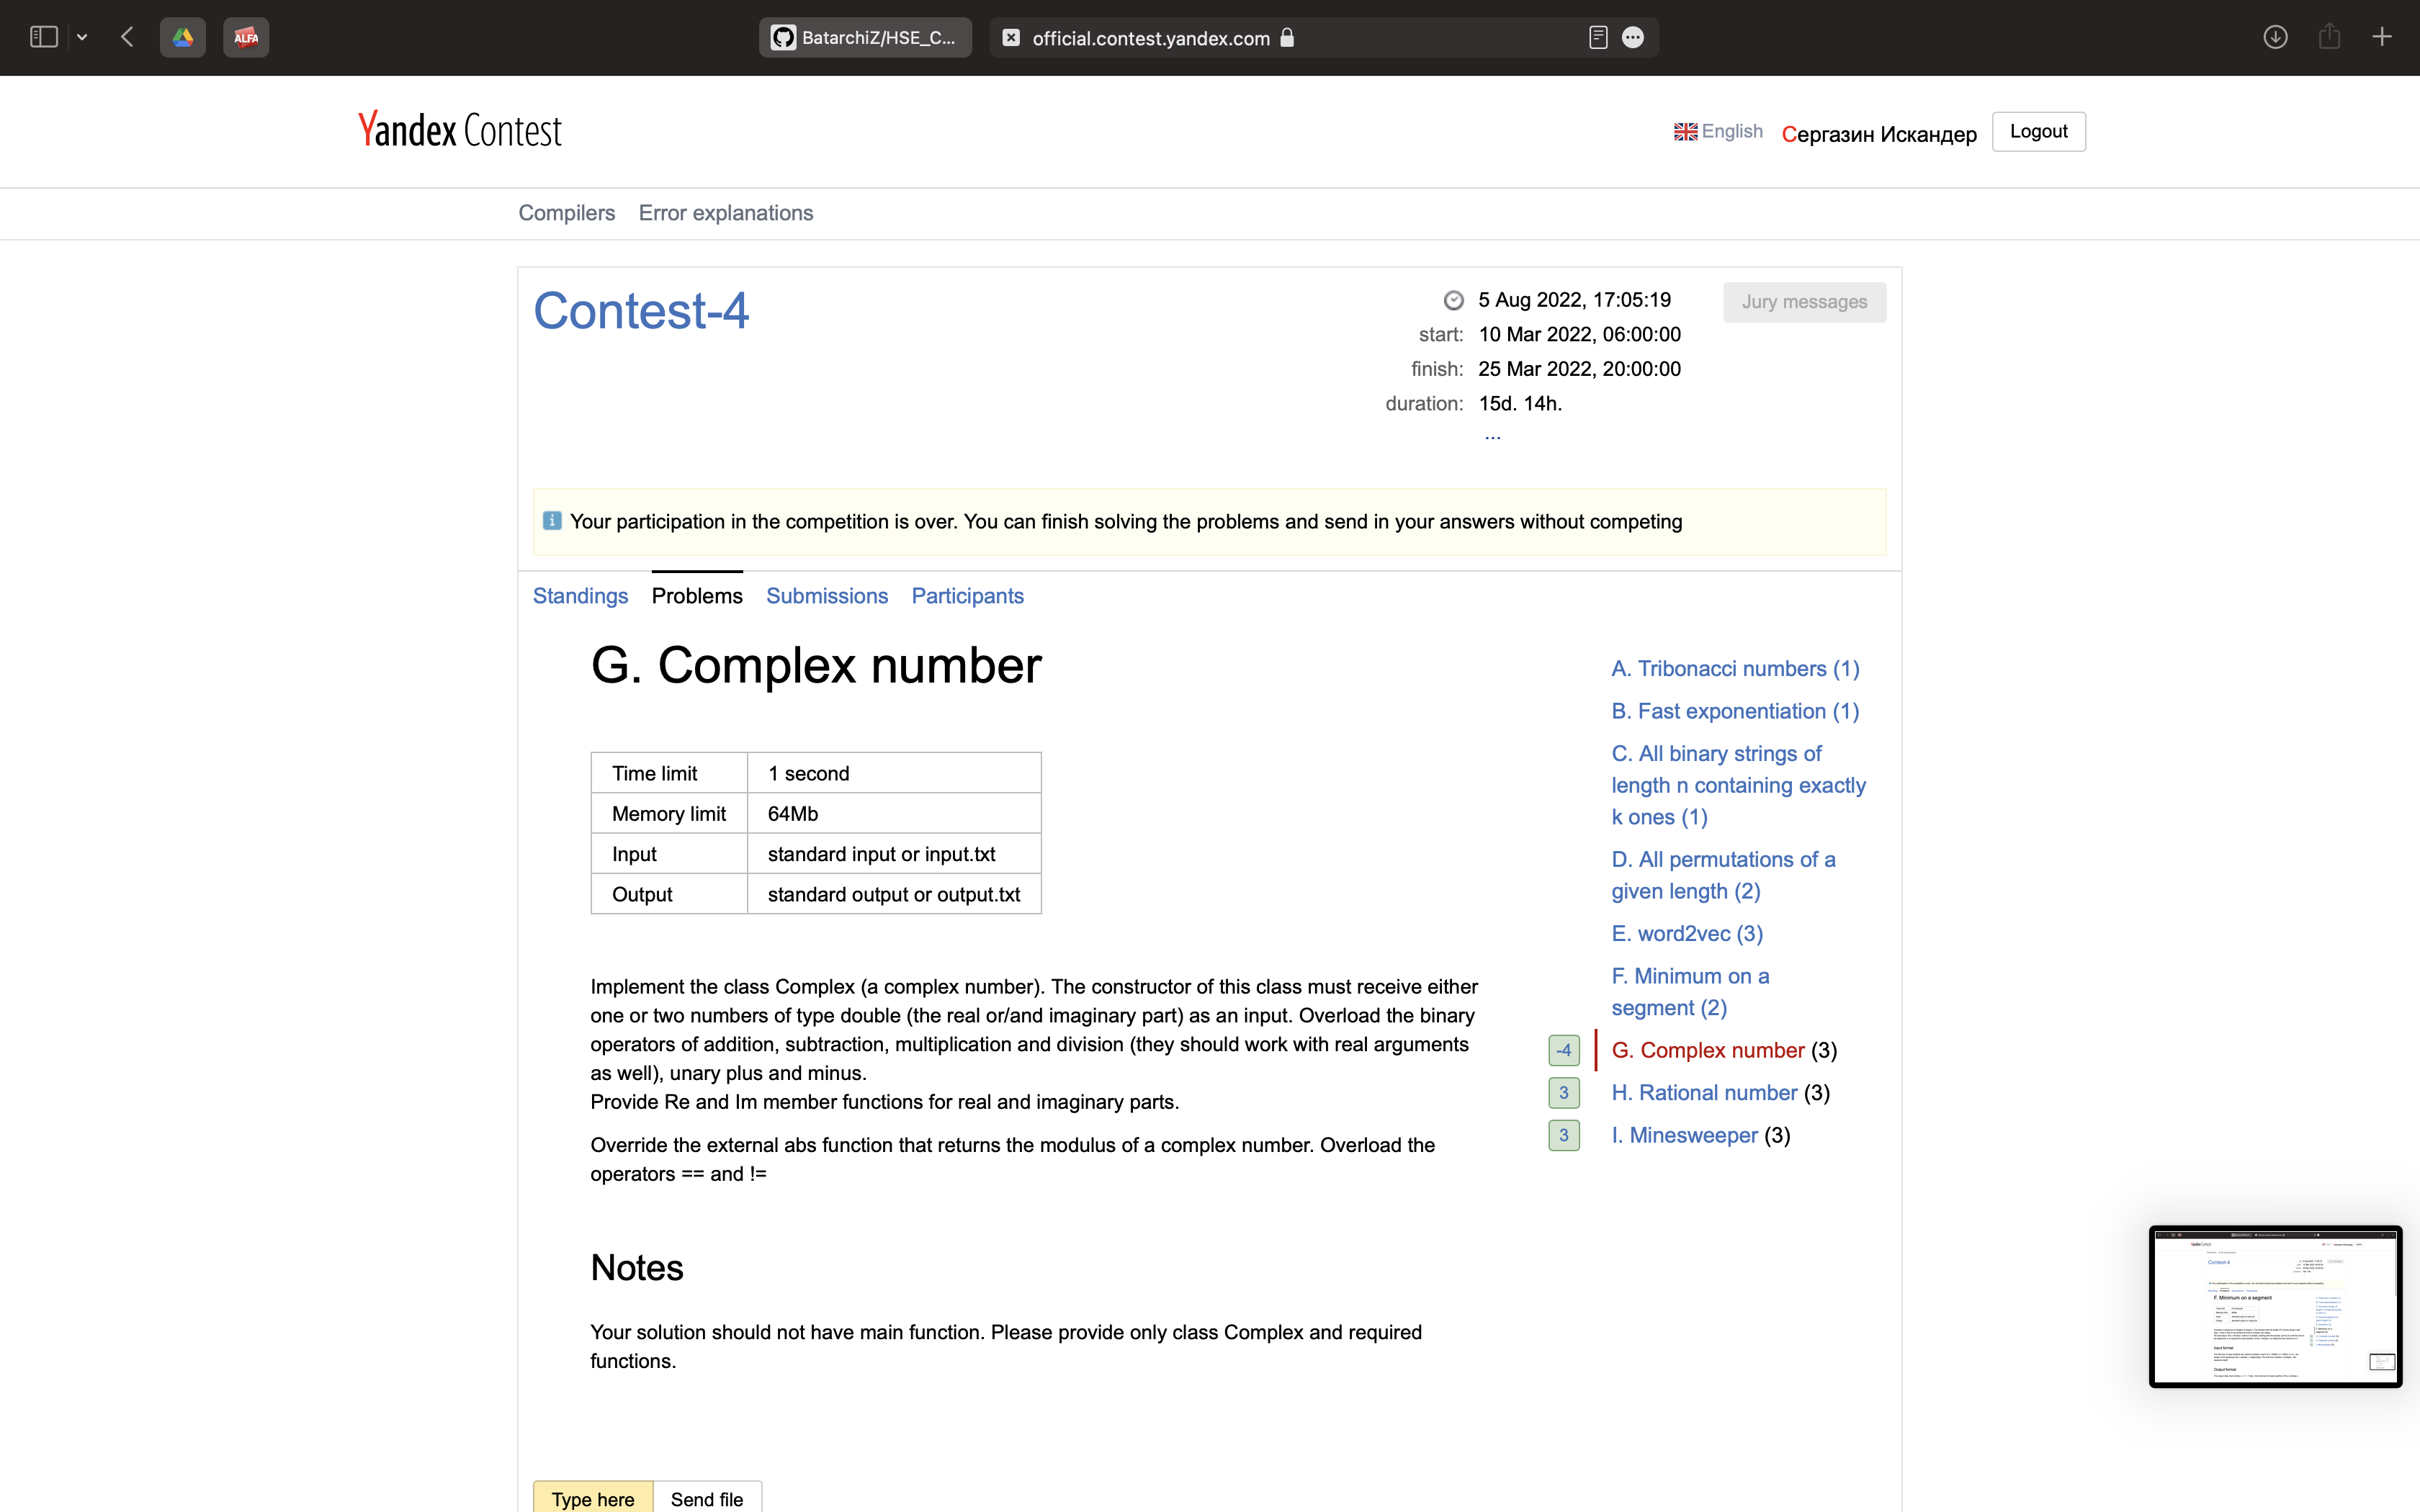 ALFA
BatarchiZ/HSE_C...
official.contest.yandex.com
Yandex Contest
English
Сергазин Искандер
Logout
Compilers
Error explanations
Contest-4
5 Aug 2022, 17:05:19
Jury messages
start: 10 Mar 2022, 06:00:00
finish: 25 Mar 2022, 20:00:00
duration: 15d. 14h.
...
Your participation in the competition is over. You can finish solving the problems and send in your answers without competing
Standings
Problems
Submissions
Participants
G. Complex number
Time limit 1 second
Memory limit 64Mb
Input standard input or input.txt
Output standard output or output.txt
Implement the class Complex (a complex number). The constructor of this class must receive either
one or two numbers of type double (the real or/and imaginary part) as an input. Overload the binary
operators of addition, subtraction, multiplication and division (they should work with real arguments
as well), unary plus and minus.
Provide Re and Im member functions for real and imaginary parts.
Override the external abs function that returns the modulus of a complex number. Overload the
operators == and !=
Notes
Your solution should not have main function. Please provide only class Complex and required
functions.
Type here
Send file
A. Tribonacci numbers (1)
B. Fast exponentiation (1)
C. All binary strings of
length n containing exactly
k ones (1)
D. All permutations of a
given length (2)
E. word2vec (3)
F. Minimum on a
segment (2)
-4 G. Complex number (3)
3 H. Rational number (3)
3 I. Minesweeper (3)
Contest-4
F. Minimum on a segment
Input format
Output format